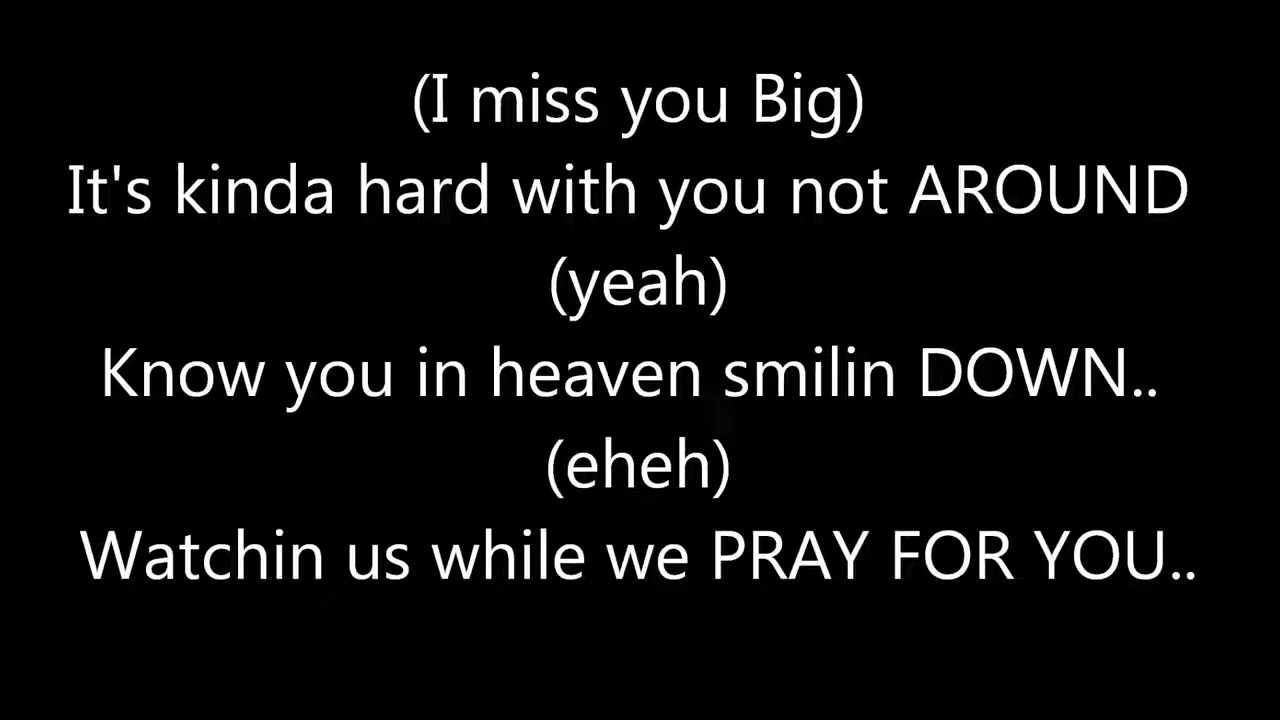 (I miss you Big)
It's kinda hard with you not AROUND
(yeah)
Know you in heaven smilin DOWN..
(eheh)
Watchin us while we PRAY FOR YOU..